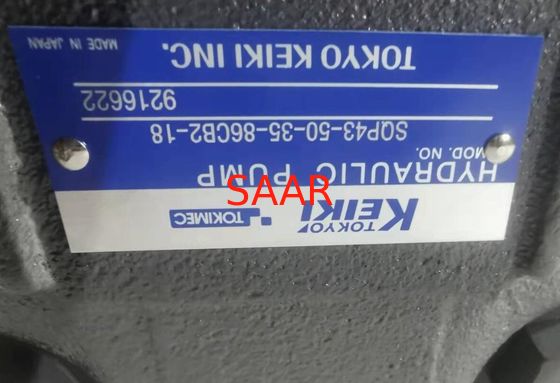 TOKYO
KEIKI
TOKIMEC
HYDRAULIC PUMP
MOD. NO.
SQP43-50-35-86CB2-18
9216622
TOKYO KEIKI INC.
MADE IN JAPAN
SAAR